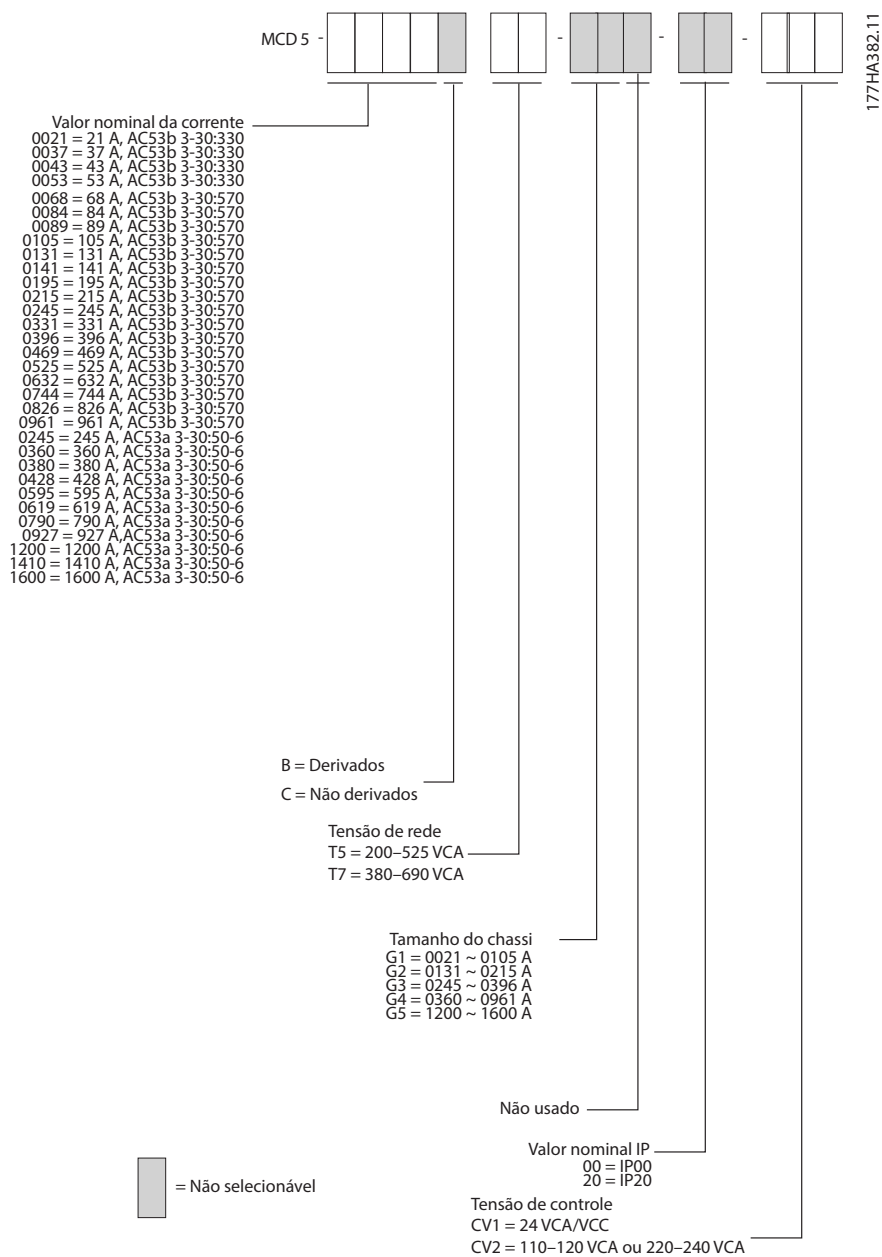 MCD 5 - - - -
177HA382.11
Valor nominal da corrente
0021 = 21 A, AC53b 3-30:330
0037 = 37 A, AC53b 3-30:330
0043 = 43 A, AC53b 3-30:330
0053 = 53 A, AC53b 3-30:330
0068 = 68 A, AC53b 3-30:570
0084 = 84 A, AC53b 3-30:570
0089 = 89 A, AC53b 3-30:570
0105 = 105 A, AC53b 3-30:570
0131 = 131 A, AC53b 3-30:570
0141 = 141 A, AC53b 3-30:570
0195 = 195 A, AC53b 3-30:570
0215 = 215 A, AC53b 3-30:570
0245 = 245 A, AC53b 3-30:570
0331 = 331 A, AC53b 3-30:570
0396 = 396 A, AC53b 3-30:570
0469 = 469 A, AC53b 3-30:570
0525 = 525 A, AC53b 3-30:570
0632 = 632 A, AC53b 3-30:570
0744 = 744 A, AC53b 3-30:570
0826 = 826 A, AC53b 3-30:570
0961 = 961 A, AC53b 3-30:570
0245 = 245 A, AC53a 3-30:50-6
0360 = 360 A, AC53a 3-30:50-6
0380 = 380 A, AC53a 3-30:50-6
0428 = 428 A, AC53a 3-30:50-6
0595 = 595 A, AC53a 3-30:50-6
0619 = 619 A, AC53a 3-30:50-6
0790 = 790 A, AC53a 3-30:50-6
0927 = 927 A,AC53a 3-30:50-6
1200 = 1200 A, AC53a 3-30:50-6
1410 = 1410 A, AC53a 3-30:50-6
1600 = 1600 A, AC53a 3-30:50-6
B = Derivados
C = Não derivados
Tensão de rede
T5 = 200–525 VCA
T7 = 380–690 VCA
Tamanho do chassi
G1 = 0021 ~ 0105 A
G2 = 0131 ~ 0215 A
G3 = 0245 ~ 0396 A
G4 = 0360 ~ 0961 A
G5 = 1200 ~ 1600 A
Não usado
Valor nominal IP
00 = IP00
20 = IP20
= Não selecionável
Tensão de controle
CV1 = 24 VCA/VCC
CV2 = 110–120 VCA ou 220–240 VCA